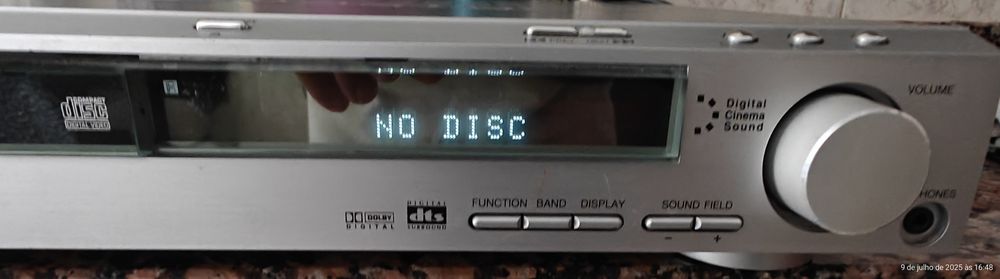 COMPACT
disc
DIGITAL VIDEO
NO DISC
Digital
Cinema
Sound
VOLUME
DOLBY
DIGITAL
DIGITAL
dts
SURROUND
FUNCTION BAND DISPLAY
SOUND FIELD
- +
PHONES
9 de julho de 2025 às 16:48